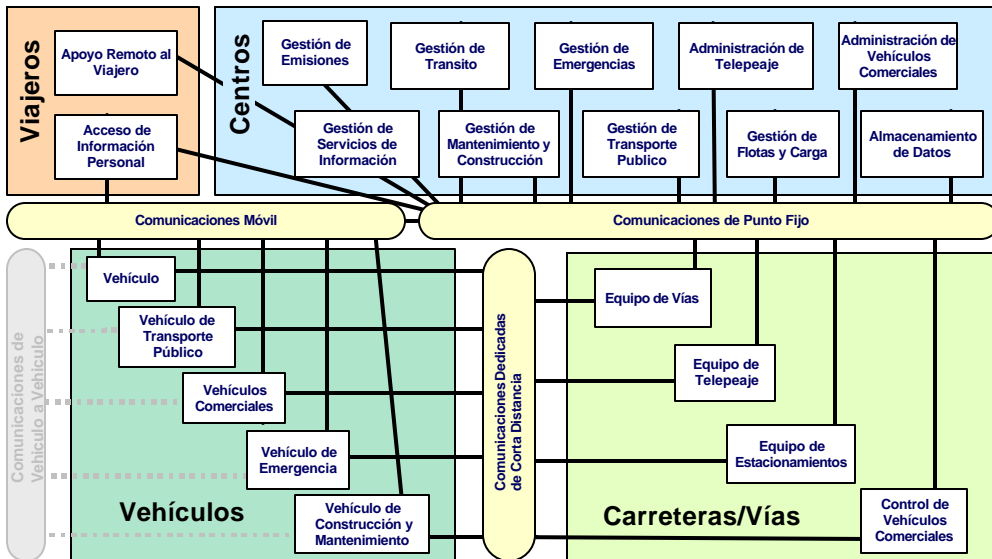 Viajeros
Apoyo Remoto al
Viajero
Acceso de
Información
Personal
Centros
Gestión de
Emisiones
Gestión de
Transito
Gestión de
Emergencias
Administración de
Telepeaje
Administración de
Vehículos
Comerciales
Gestión de
Servicios de
Información
Gestión de
Mantenimiento y
Construcción
Gestión de
Transporte
Publico
Gestión de
Flotas y Carga
Almacenamiento
de Datos
Comunicaciones Móvil
Comunicaciones de Punto Fijo
Comunicaciones de
Vehiculo a Vehiculo
Vehículo
Vehículo de
Transporte
Público
Vehículos
Comerciales
Vehículo de
Emergencia
Vehículo de
Construcción y
Mantenimiento
Vehículos
Comunicaciones Dedicadas
de Corta Distancia
Equipo de Vías
Equipo de
Telepeaje
Equipo de
Estacionamientos
Control de
Vehículos
Comerciales
Carreteras/Vías